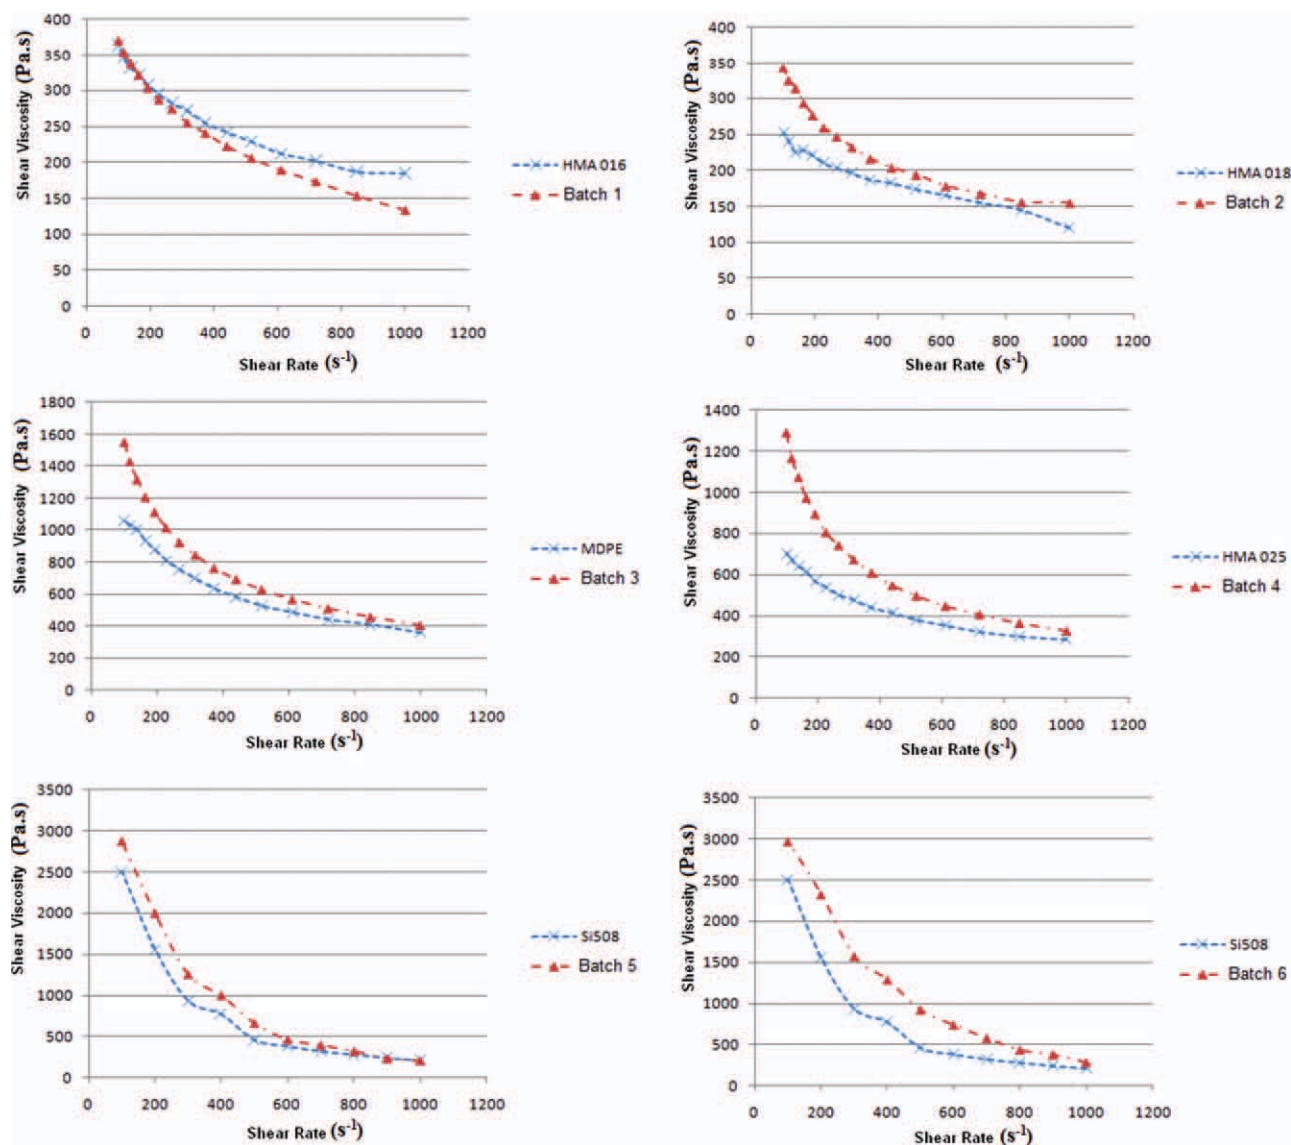 Shear Viscosity (Pa.s)
400
350
300
250
200
150
100
50
0
0 200 400 600 800 1000 1200
Shear Rate (s-1)
HMA 016
Batch 1
Shear Viscosity (Pa.s)
400
350
300
250
200
150
100
50
0
0 200 400 600 800 1000 1200
Shear Rate (s-1)
HMA 018
Batch 2
Shear Viscosity (Pa.s)
1800
1600
1400
1200
1000
800
600
400
200
0
0 200 400 600 800 1000 1200
Shear Rate (s-1)
MDPE
Batch 3
Shear Viscosity (Pa.s)
1400
1200
1000
800
600
400
200
0
0 200 400 600 800 1000 1200
Shear Rate (s-1)
HMA 025
Batch 4
Shear Viscosity (Pa.s)
3500
3000
2500
2000
1500
1000
500
0
0 200 400 600 800 1000 1200
Shear Rate (s-1)
Si508
Batch 5
Shear Viscosity (Pa.s)
3500
3000
2500
2000
1500
1000
500
0
0 200 400 600 800 1000 1200
Shear Rate (s-1)
Si508
Batch 6